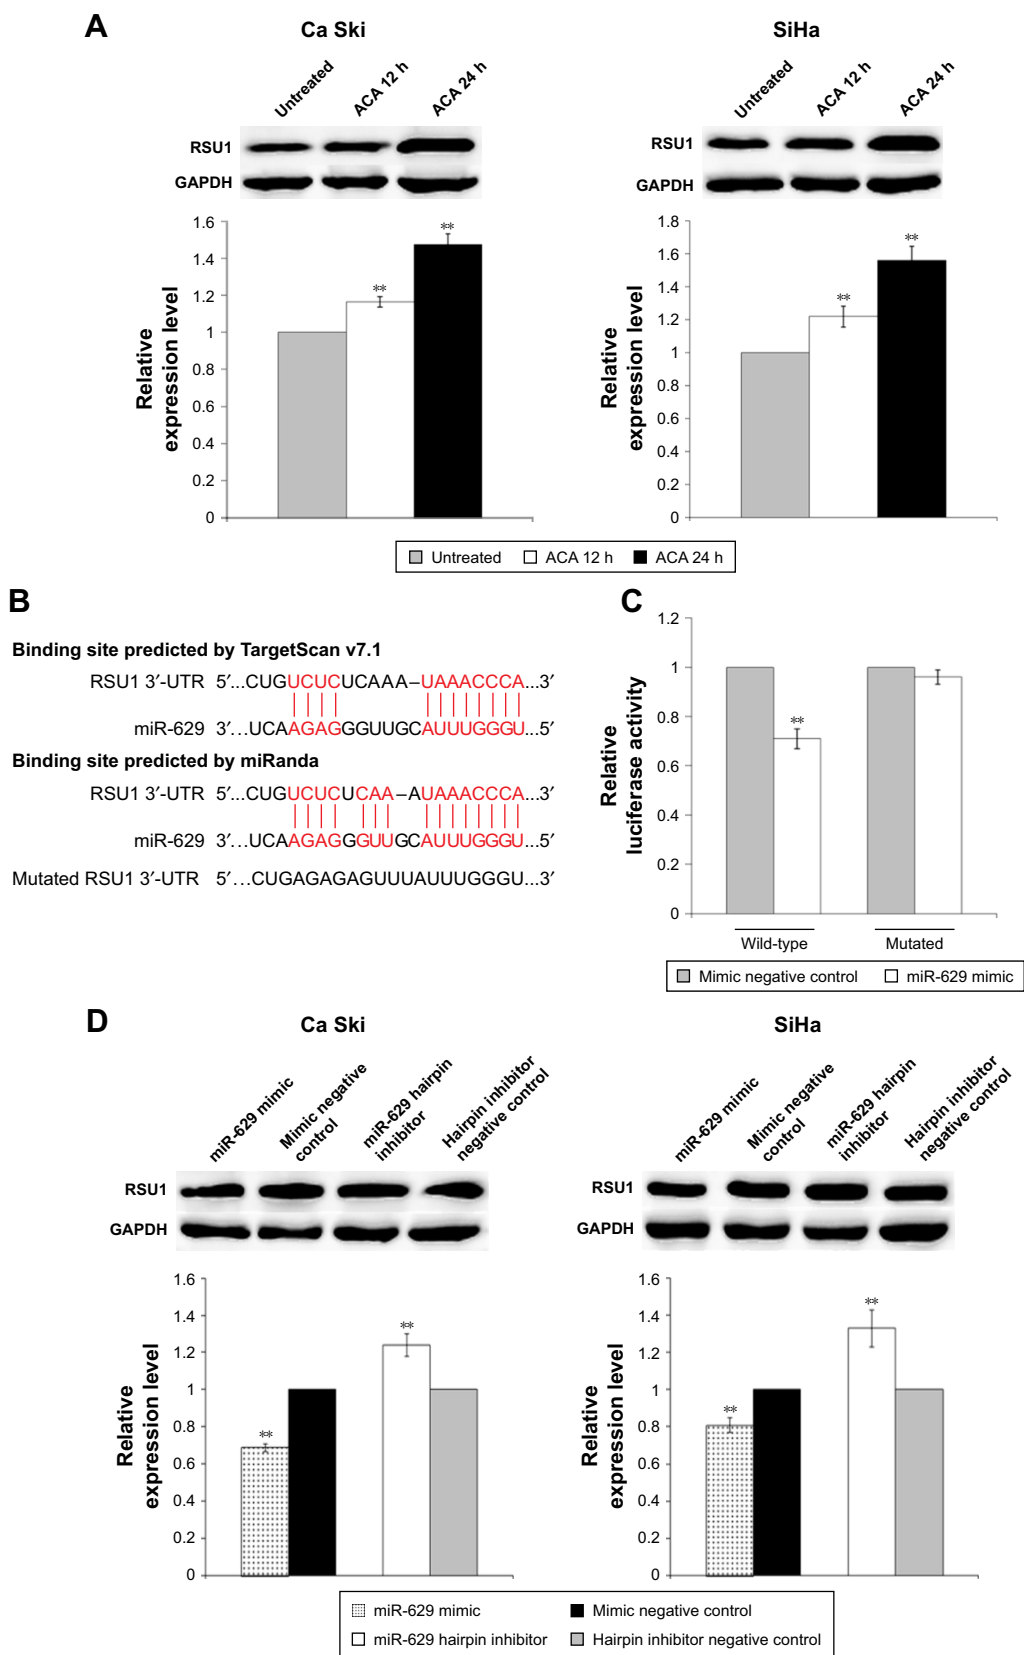 A
Ca Ski
SiHa
Untreated
ACA 12 h
ACA 24 h
Untreated
ACA 12 h
ACA 24 h
RSU1
GAPDH
RSU1
GAPDH
Relative
expression level
1.6
1.4
1.2
1
0.8
0.6
0.4
0.2
0
**
**
Relative
expression level
1.8
1.6
1.4
1.2
1
0.8
0.6
0.4
0.2
0
**
**
Untreated ACA 12 h ACA 24 h
B
Binding site predicted by TargetScan v7.1
RSU1 3′-UTR 5′...CUGUCUCUCAAA–UAAACCCA...3′
miR-629 3′...UCAAGAGGGUUGCAUUUGGGU...5′
Binding site predicted by miRanda
RSU1 3′-UTR 5′...CUGUCUCUCAA–AUAAACCCA...3′
miR-629 3′...UCAAGAGGGUUGCAUUUGGGU...5′
Mutated RSU1 3′-UTR 5′...CUGAGAGAGUUUAUUUGGGU...3′
C
Relative
luciferase activity
1.2
1
0.8
0.6
0.4
0.2
0
**
Wild-type
Mutated
Mimic negative control miR-629 mimic
D
Ca Ski
SiHa
miR-629 mimic
Mimic negative
control
miR-629 hairpin
inhibitor
Hairpin inhibitor
negative control
miR-629 mimic
Mimic negative
control
miR-629 hairpin
inhibitor
Hairpin inhibitor
negative control
RSU1
GAPDH
RSU1
GAPDH
Relative
expression level
1.6
1.4
1.2
1
0.8
0.6
0.4
0.2
0
**
**
Relative
expression level
1.6
1.4
1.2
1
0.8
0.6
0.4
0.2
0
**
**
miR-629 mimic Mimic negative control
miR-629 hairpin inhibitor Hairpin inhibitor negative control